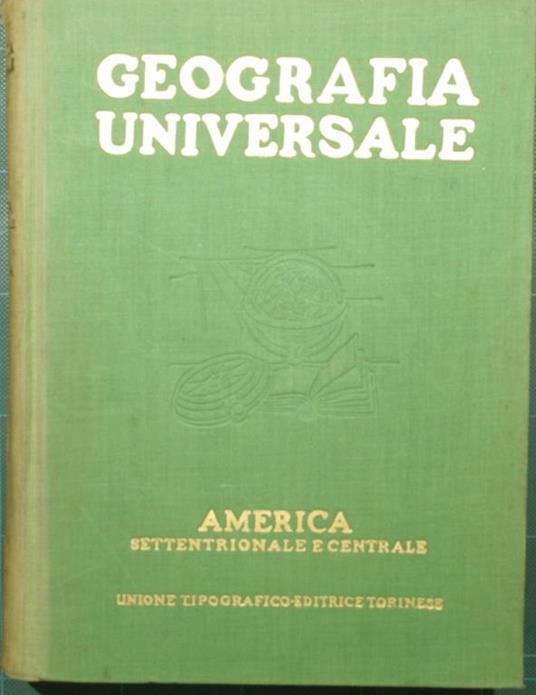 GEOGRAFIA
UNIVERSALE
AMERICA
SETTENTRIONALE E CENTRALE
UNIONE TIPOGRAFICO-EDITRICE TORINESE